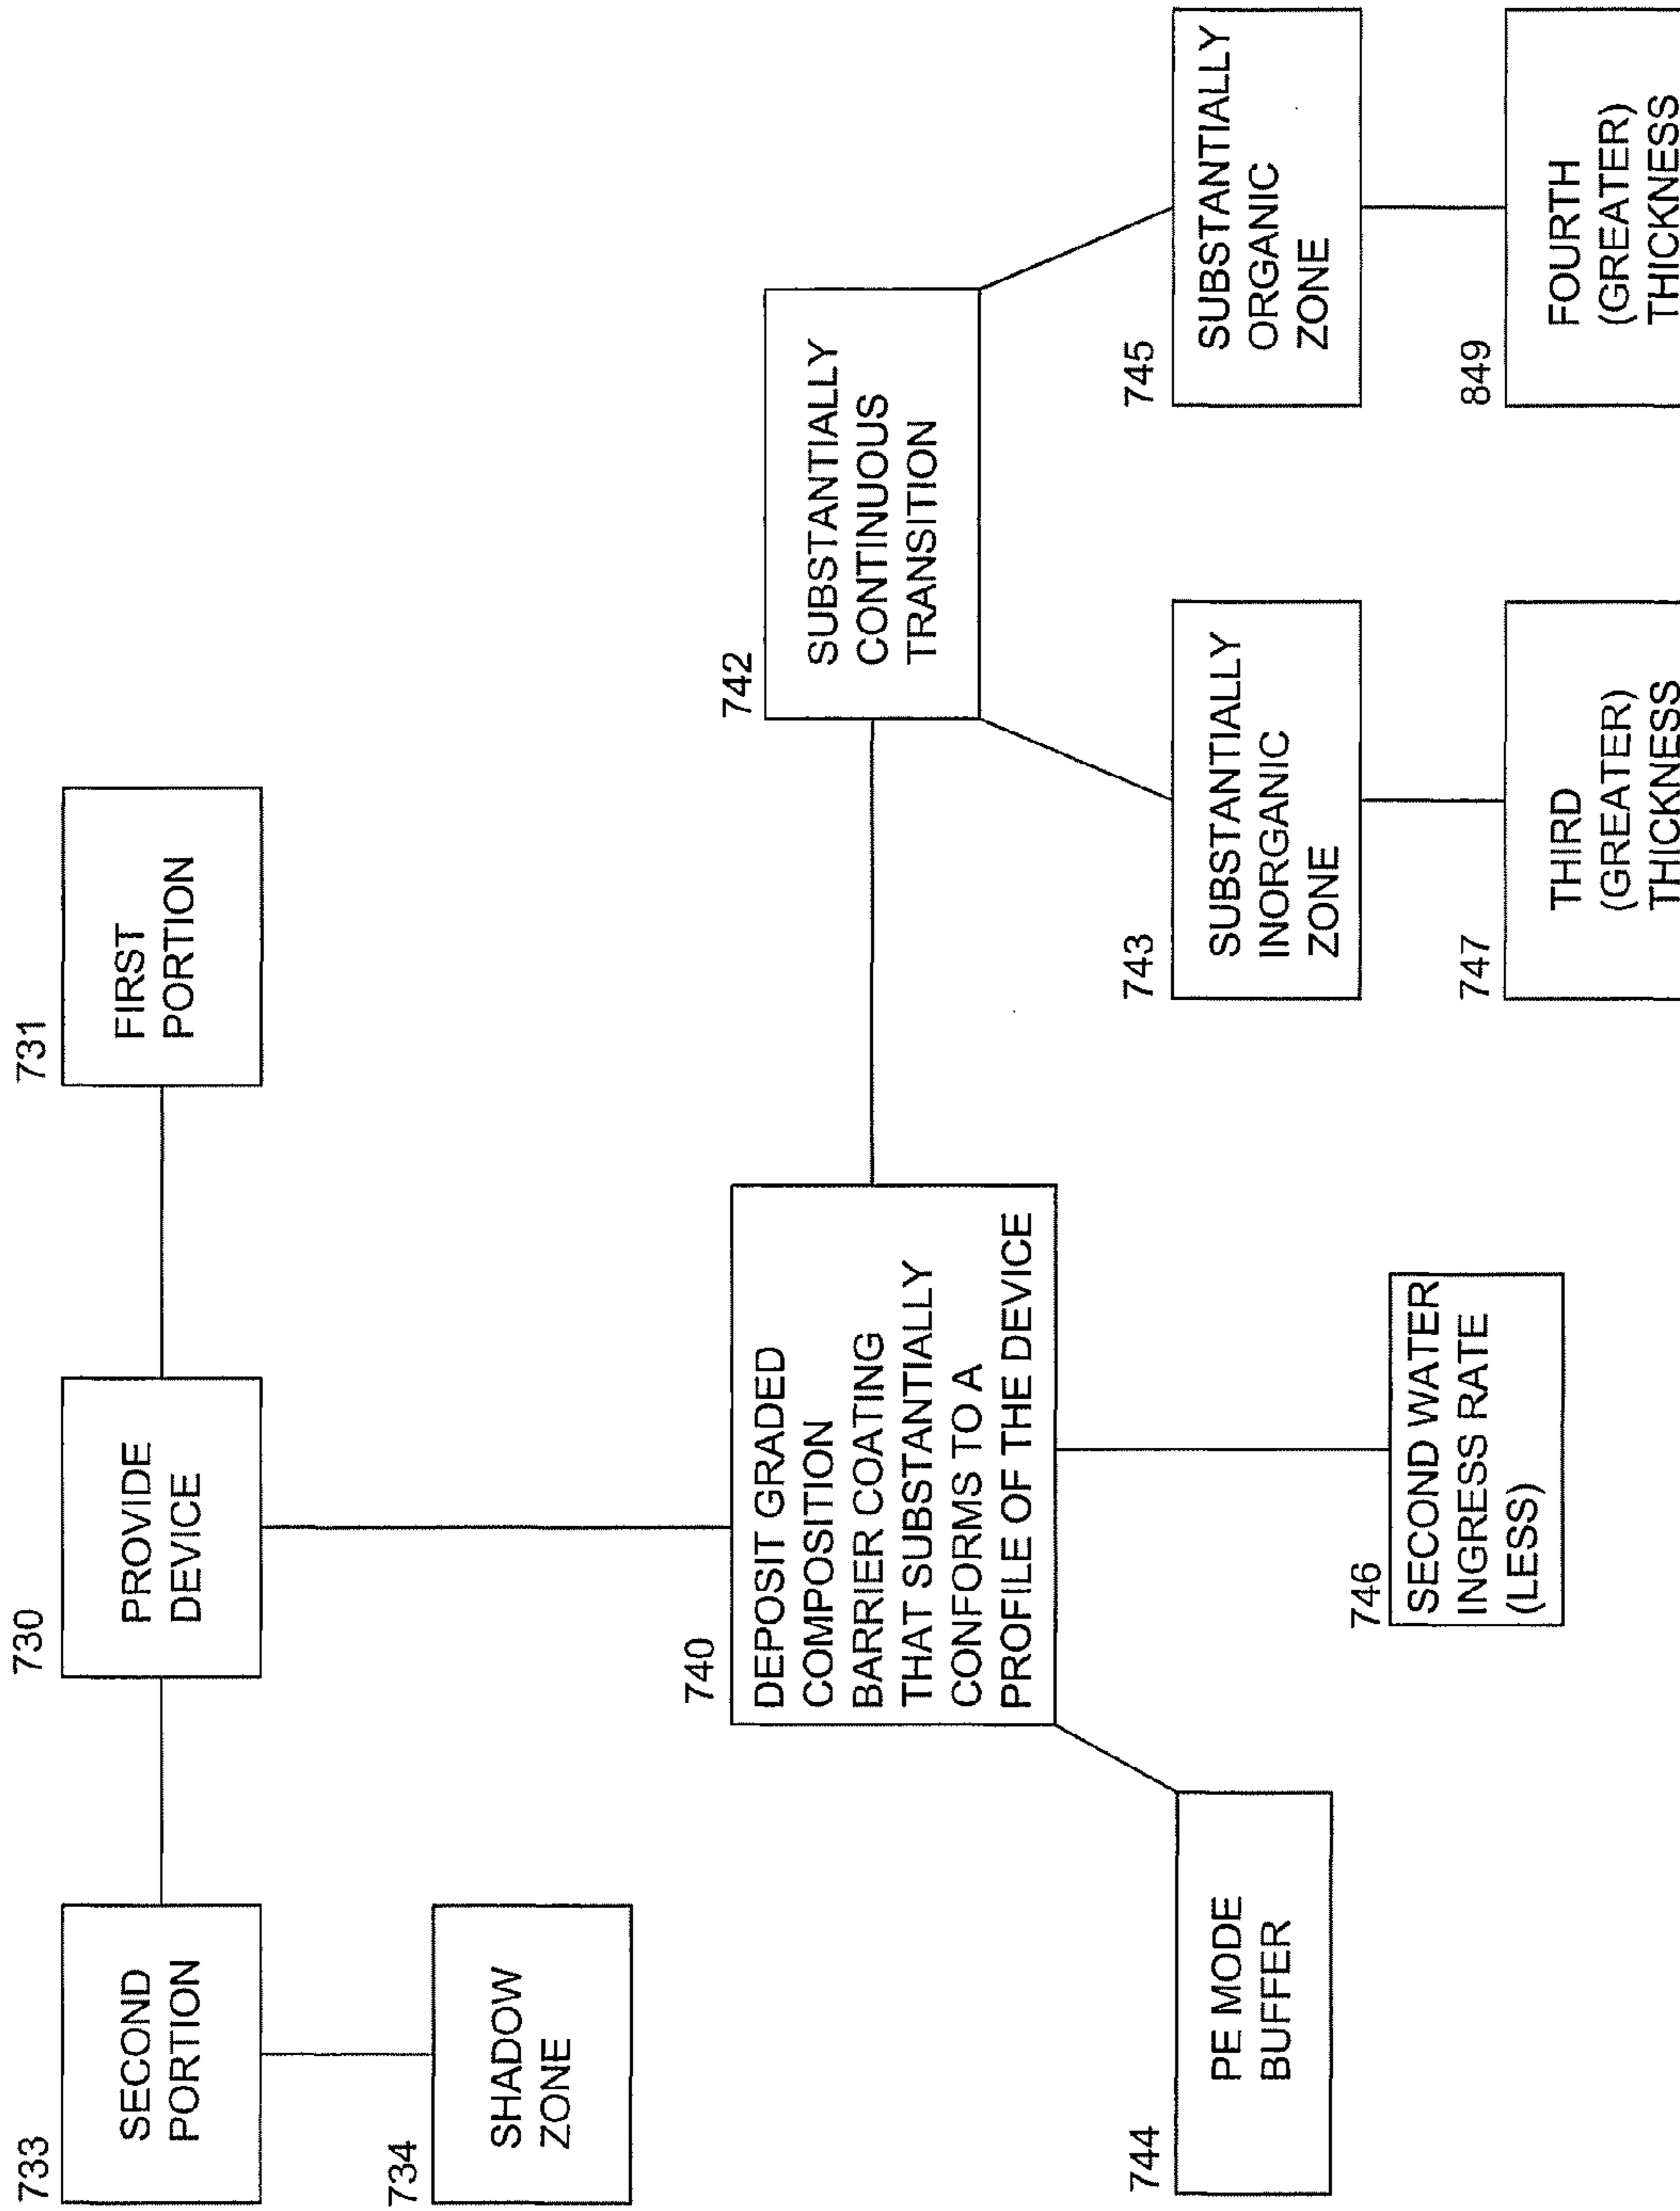 733
SECOND
PORTION
730
PROVIDE
DEVICE
731
FIRST
PORTION
734
SHADOW
ZONE
740
DEPOSIT GRADED
COMPOSITION
BARRIER COATING
THAT SUBSTANTIALLY
CONFORMS TO A
PROFILE OF THE DEVICE
742
SUBSTANTIALLY
CONTINUOUS
TRANSITION
744
PE MODE
BUFFER
746
SECOND WATER
INGRESS RATE
(LESS)
743
SUBSTANTIALLY
INORGANIC
ZONE
745
SUBSTANTIALLY
ORGANIC
ZONE
747
THIRD
(GREATER)
THICKNESS
849
FOURTH
(GREATER)
THICKNESS